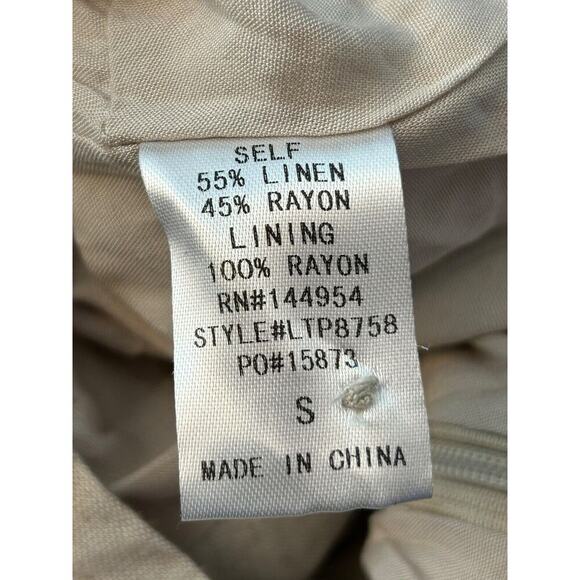 SELF
55% LINEN
45% RAYON
LINING
100% RAYON
RN#144954
STYLE#LTP8758
PO#15873
S
MADE IN CHINA